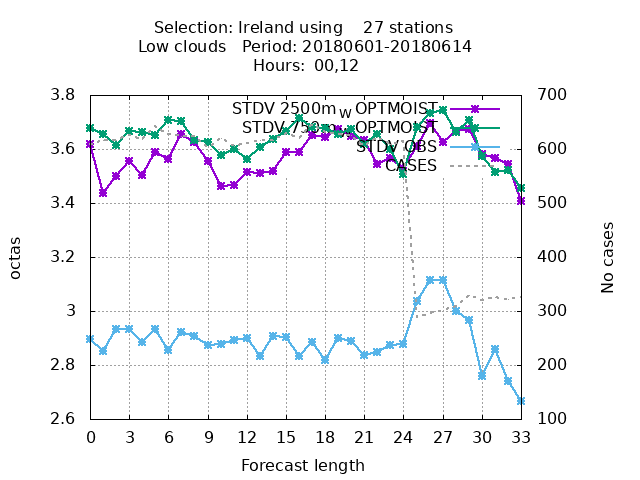 Selection: Ireland using 27 stations
Low clouds Period: 20180601-20180614
Hours: 00,12
STDV 2500m W OPTMOIST
STDV 750m W OPTMOIST
STDV OBS
CASES
3.8
3.6
3.4
3.2
3
2.8
2.6
700
600
500
400
300
200
100
octas
No cases
0 3 6 9 12 15 18 21 24 27 30 33
Forecast length